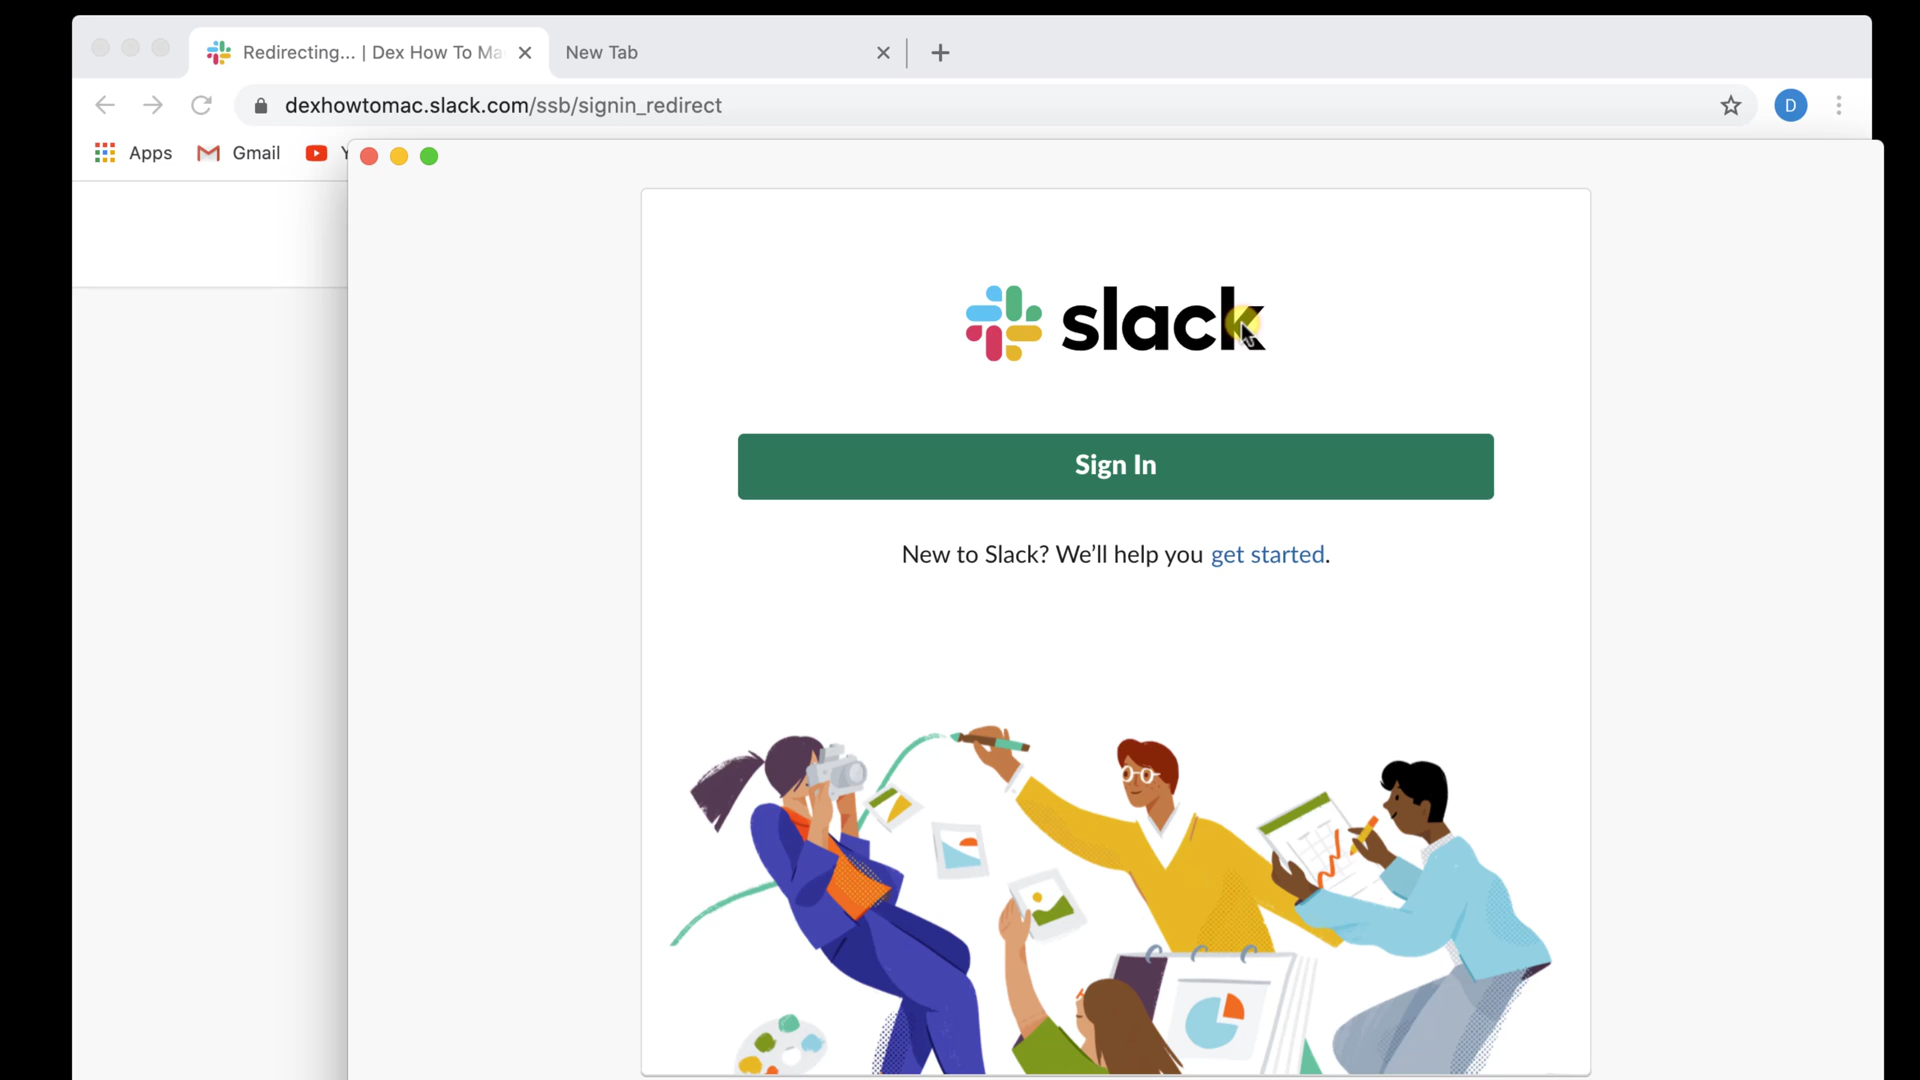 Redirecting... | Dex How To Ma
New Tab
dexhowtomac.slack.com/ssb/signin_redirect
D
Apps
Gmail
Y
slack
Sign In
New to Slack? We'll help you get started.